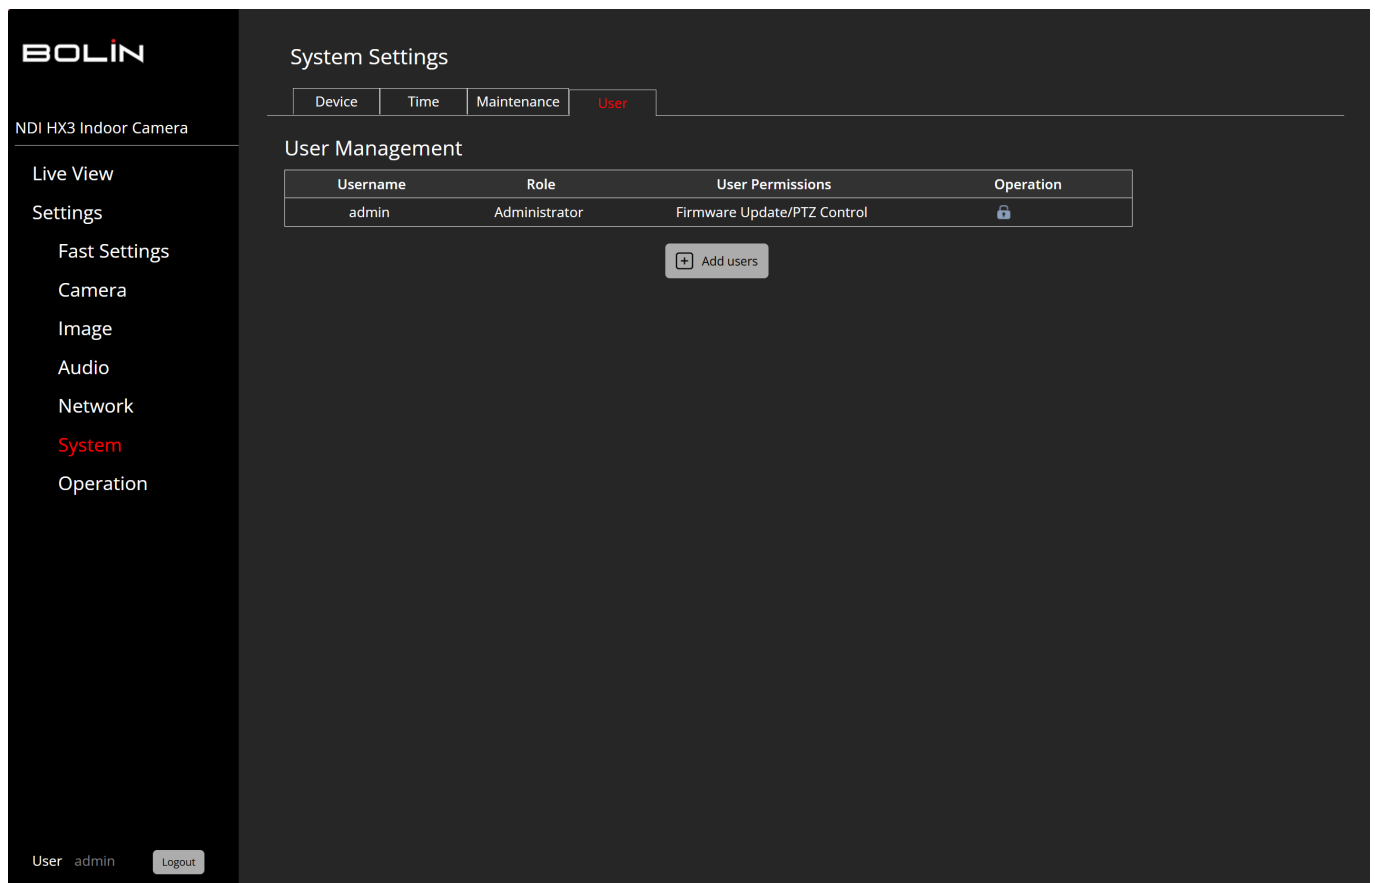 BOLIN
NDI HX3 Indoor Camera
Live View
Settings
Fast Settings
Camera
Image
Audio
Network
System
Operation
User admin Logout
System Settings
Device Time Maintenance User
User Management
Username Role User Permissions Operation
admin Administrator Firmware Update/PTZ Control
Add users